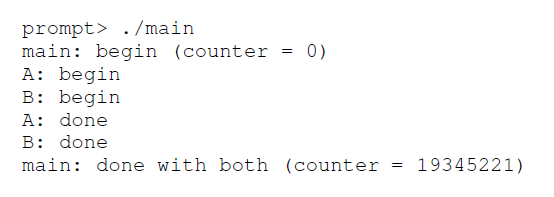 prompt> ./main
main: begin (counter = 0)
A: begin
B: begin
A: done
B: done
main: done with both (counter = 19345221)